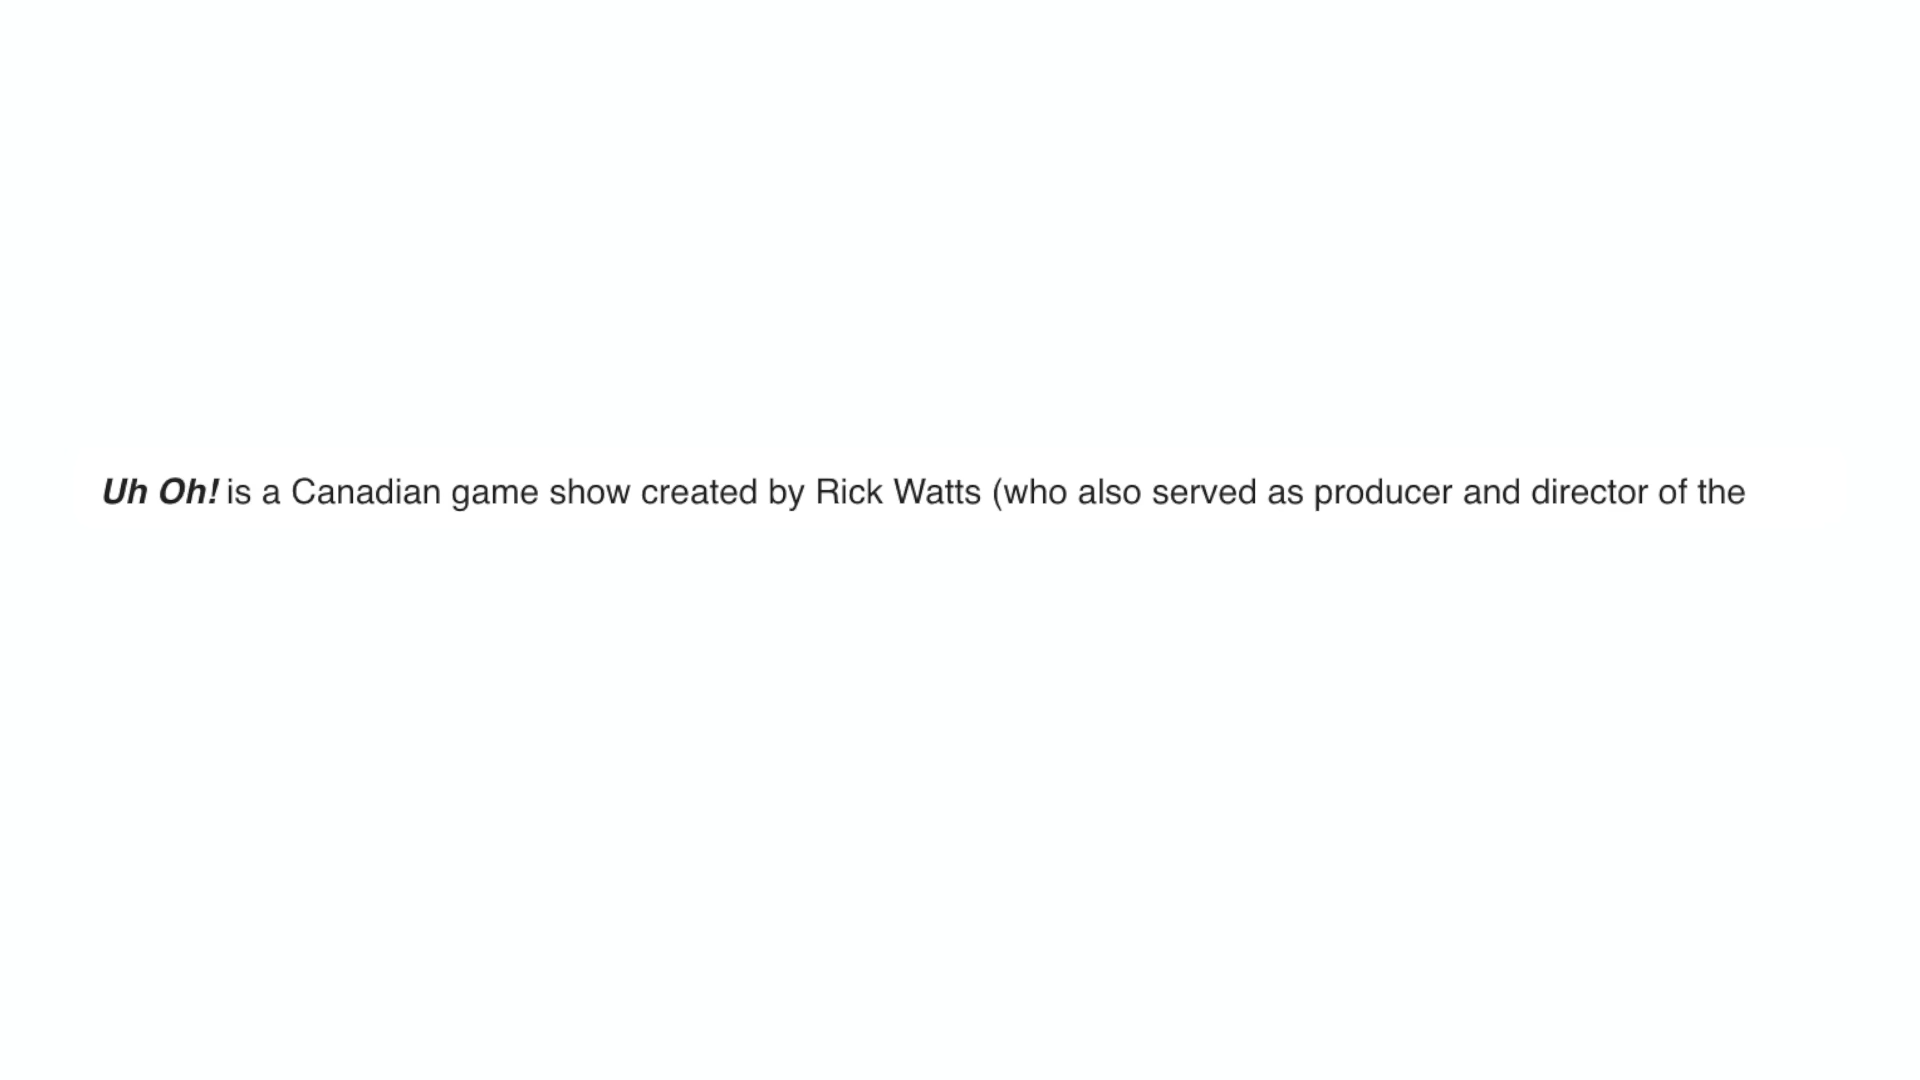 Uh Oh! is a Canadian game show created by Rick Watts (who also served as producer and director of the